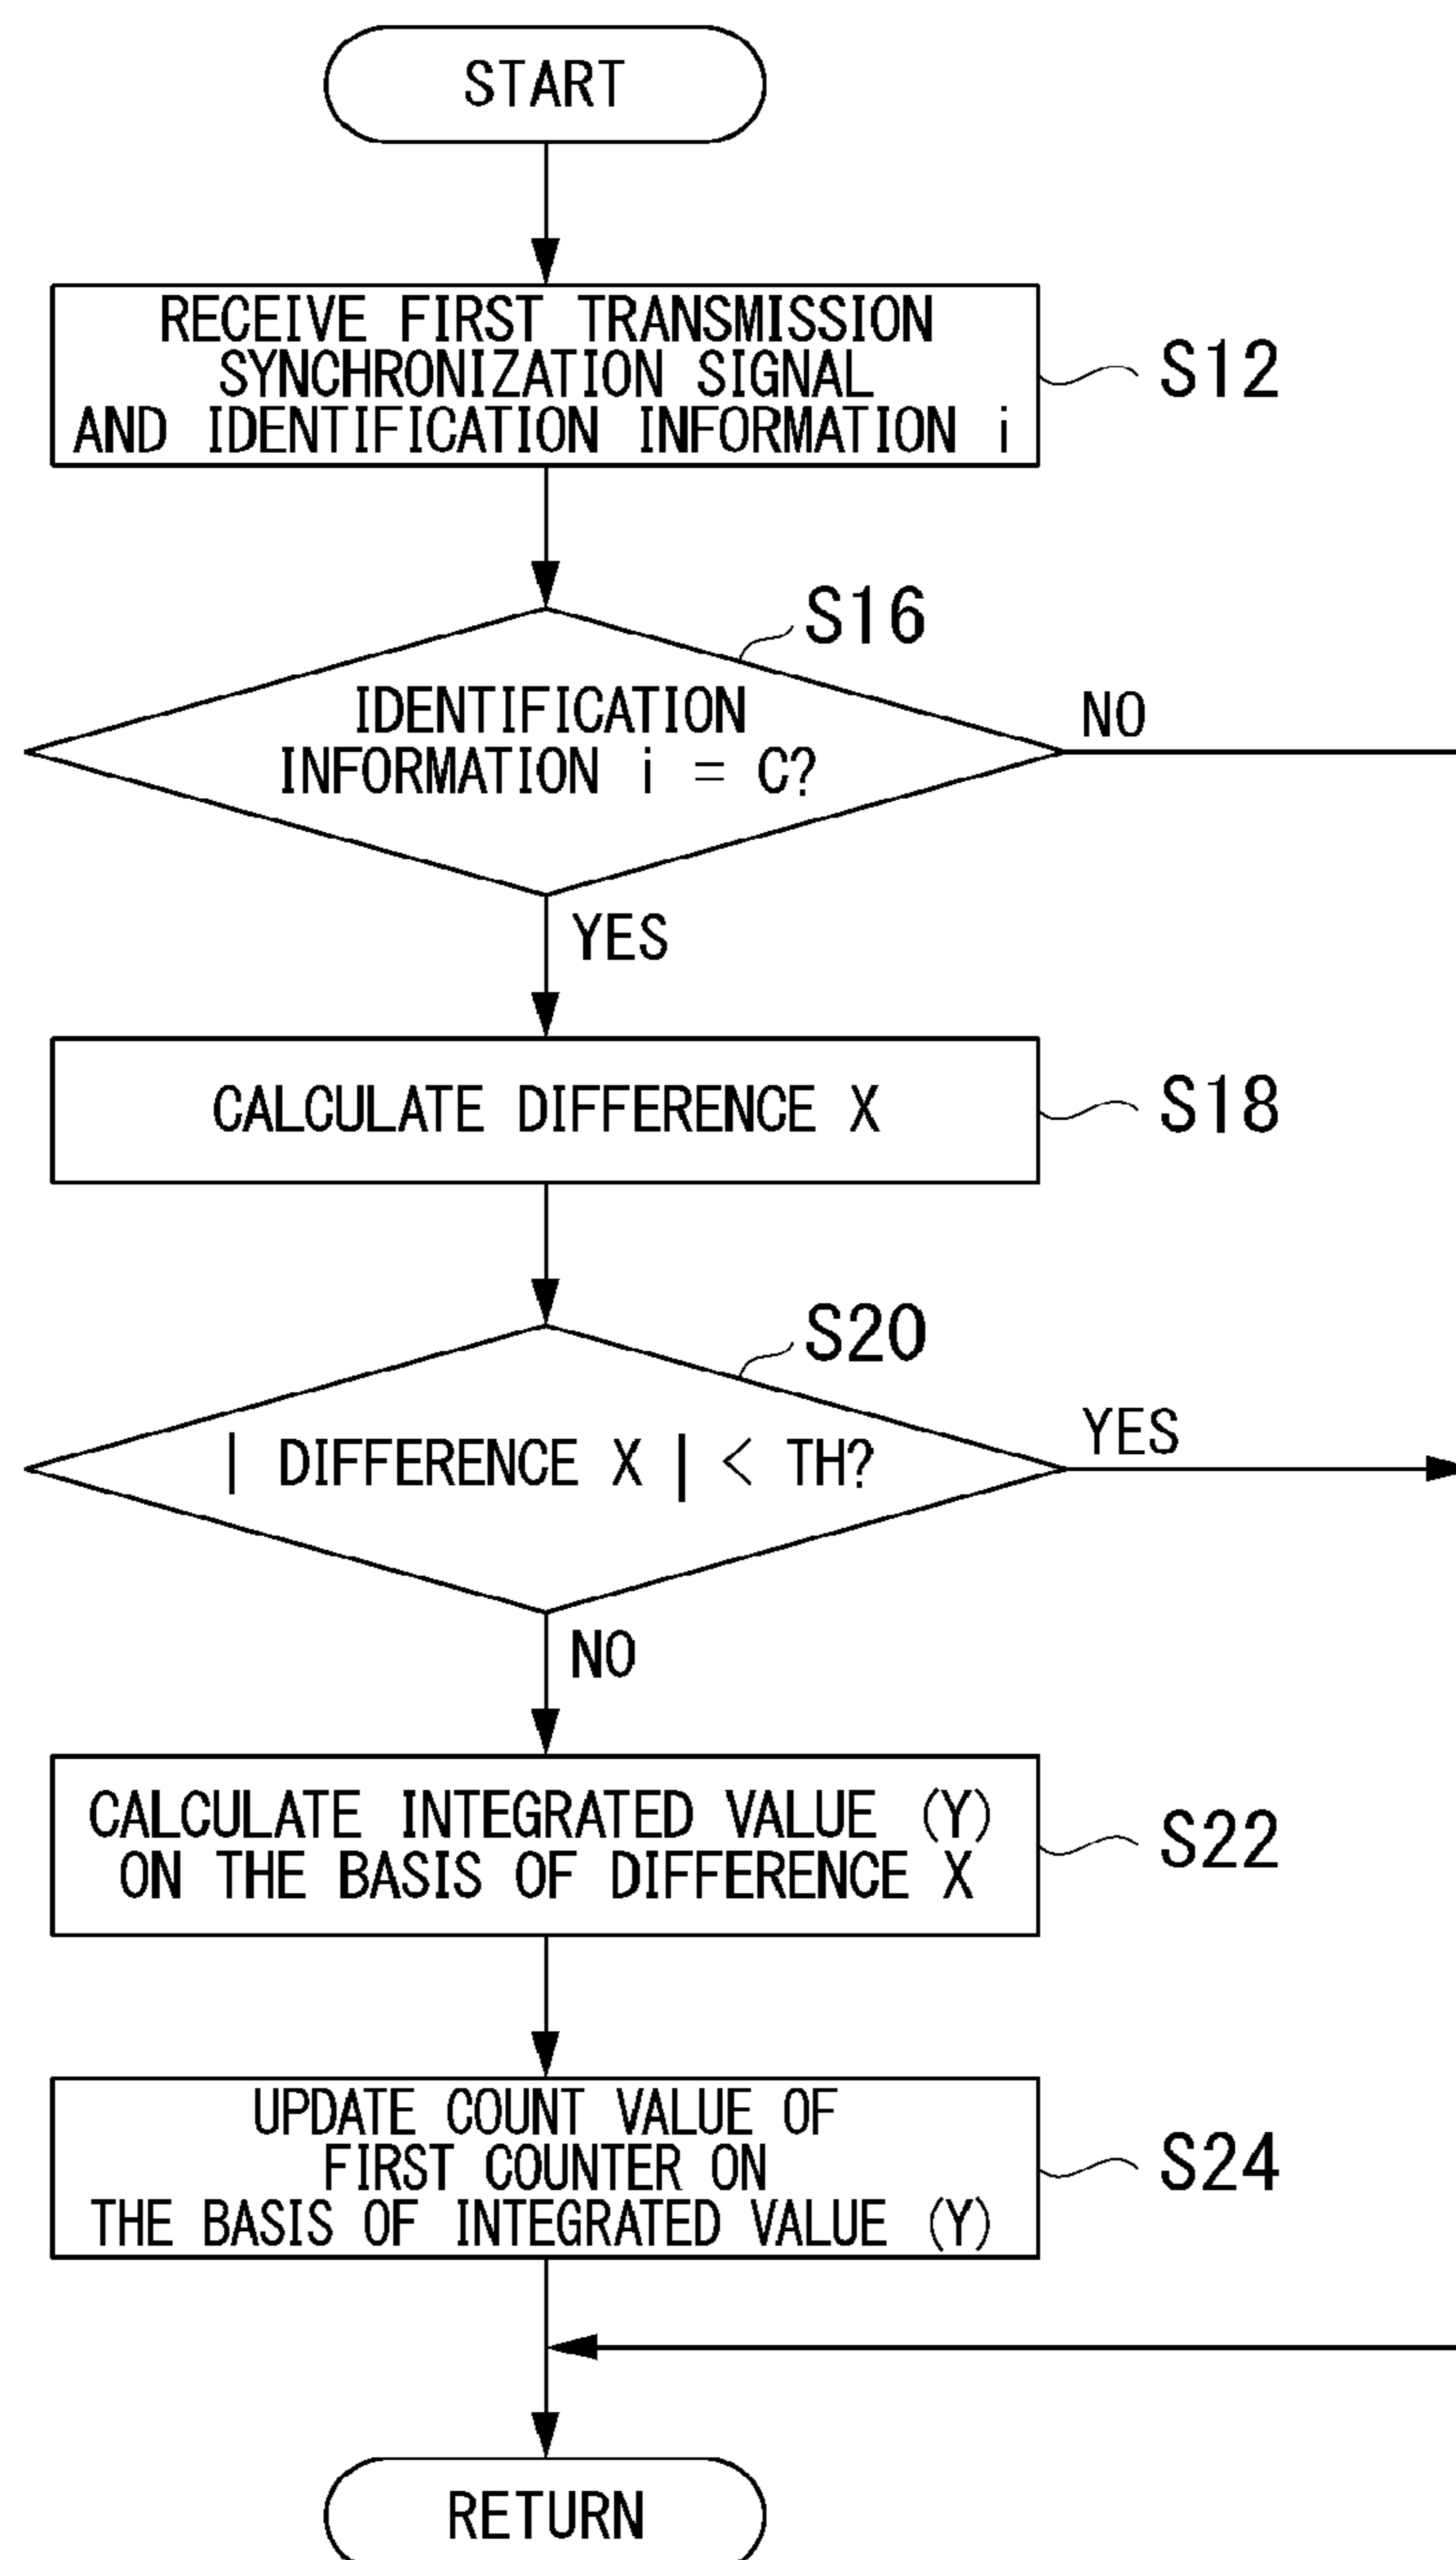 START
RECEIVE FIRST TRANSMISSION
SYNCHRONIZATION SIGNAL
AND IDENTIFICATION INFORMATION i
S12
S16
IDENTIFICATION
INFORMATION i = C?
NO
YES
CALCULATE DIFFERENCE X
S18
S20
| DIFFERENCE X | < TH?
YES
NO
CALCULATE INTEGRATED VALUE (Y)
ON THE BASIS OF DIFFERENCE X
S22
UPDATE COUNT VALUE OF
FIRST COUNTER ON
THE BASIS OF INTEGRATED VALUE (Y)
S24
RETURN